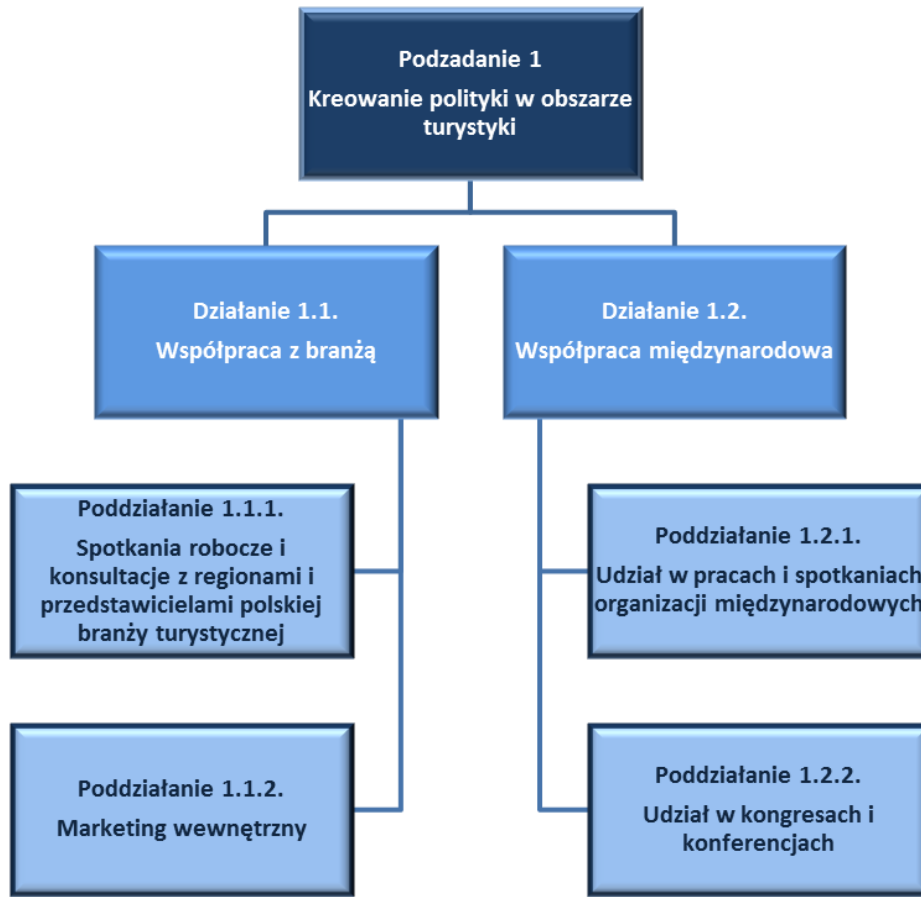 Podzadanie 1
Kreowanie polityki w obszarze
turystyki
Działanie 1.1.
Współpraca z branżą
Działanie 1.2.
Współpraca międzynarodowa
Poddziałanie 1.1.1.
Spotkania robocze i
konsultacje z regionami i
przedstawicielami polskiej
branży turystycznej
Poddziałanie 1.2.1.
Udział w pracach i spotkaniach
organizacji międzynarodowych
Poddziałanie 1.1.2.
Marketing wewnętrzny
Poddziałanie 1.2.2.
Udział w kongresach i
konferencjach